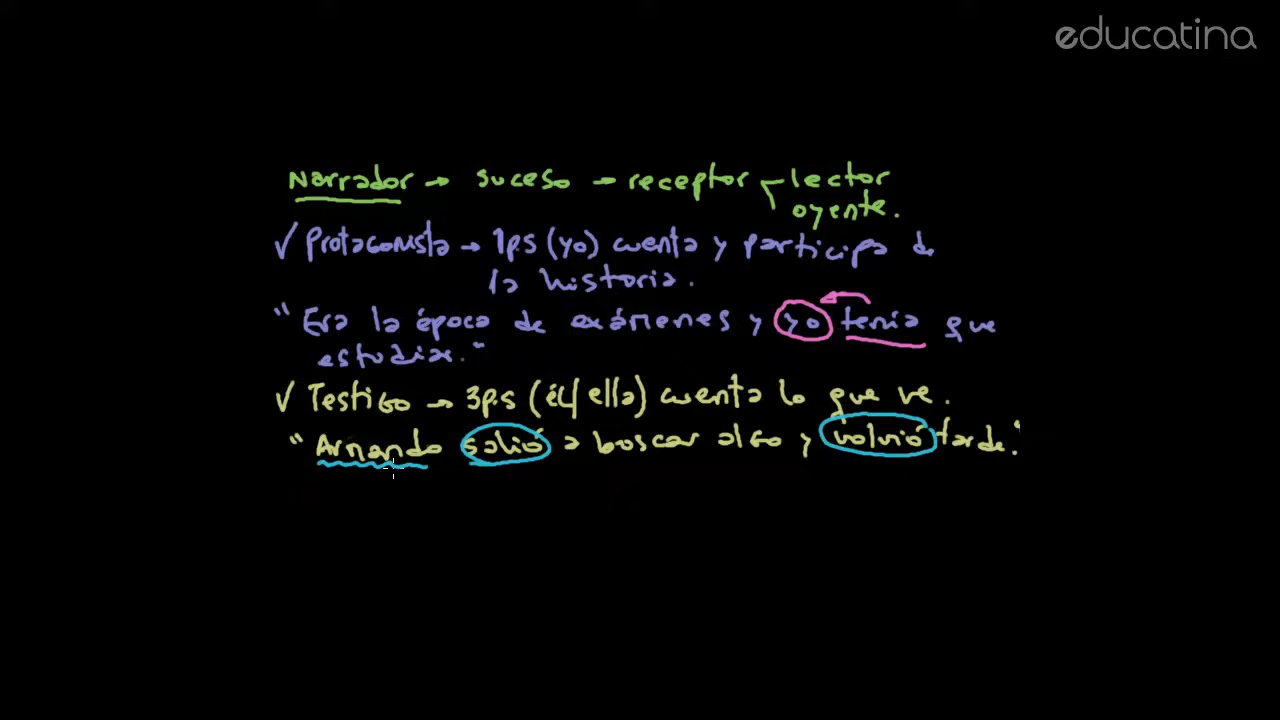 educatina
Narrador → suceso → receptor lector
oyente.
✓ Protagonista → 1p.s (yo) cuenta y participa de
la historia.
"Era la época de exámenes y yo tenía que
estudiar."
✓ Testigo → 3p.s (él/ella) cuenta lo que ve.
"Armando salió a buscar algo y volvió tarde."